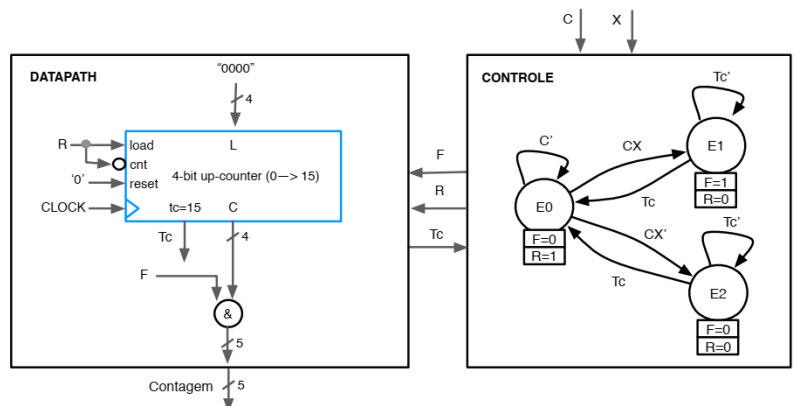 C X
DATAPATH
"0000"
4
R
load
L
cnt
'0'
reset
4-bit up-counter (0—> 15)
CLOCK
tc=15
C
Tc
4
F
&
5
Contagem
5
F
R
Tc
CONTROLE
Tc'
C'
CX
E1
F=1
R=0
Tc
E0
F=0
R=1
CX'
Tc'
Tc
E2
F=0
R=0